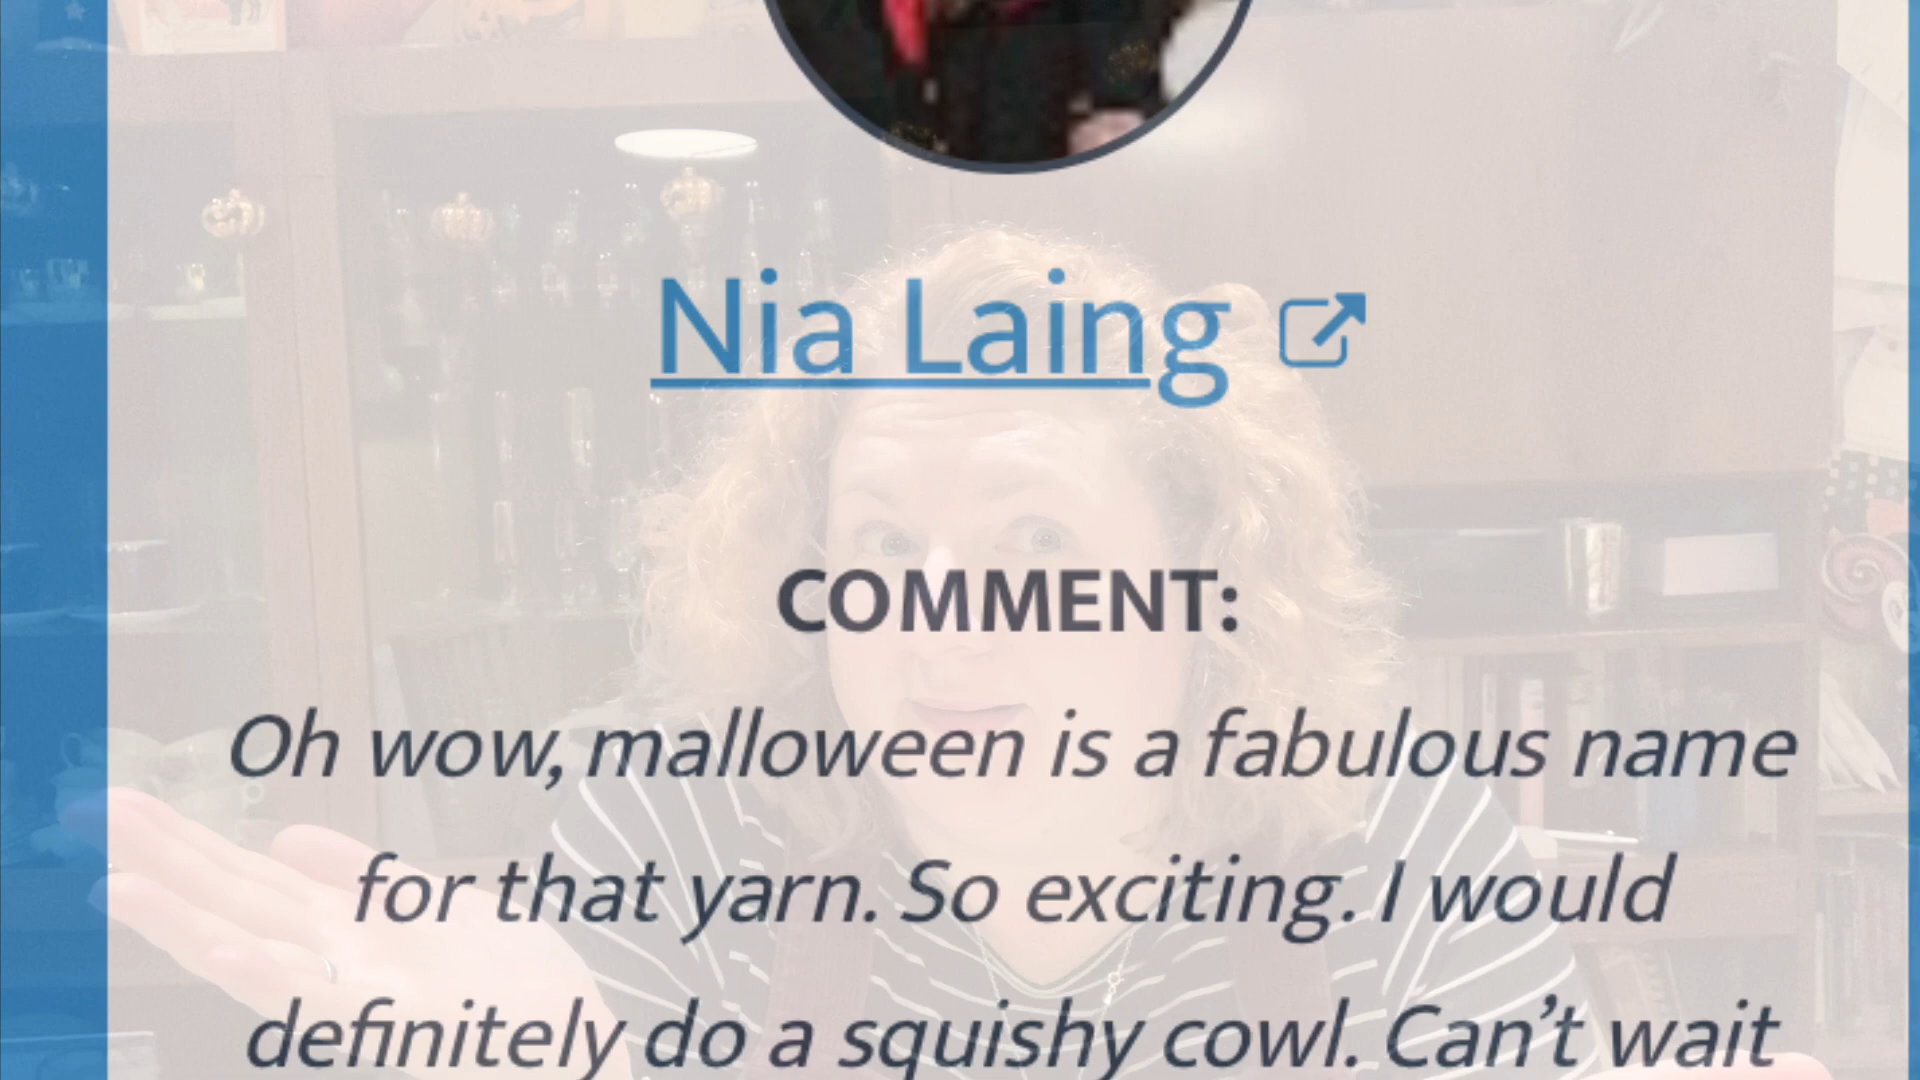 Nia Laing
COMMENT:
Oh wow, malloween is a fabulous name
for that yarn. So exciting. I would
definitely do a squishy cowl. Can't wait